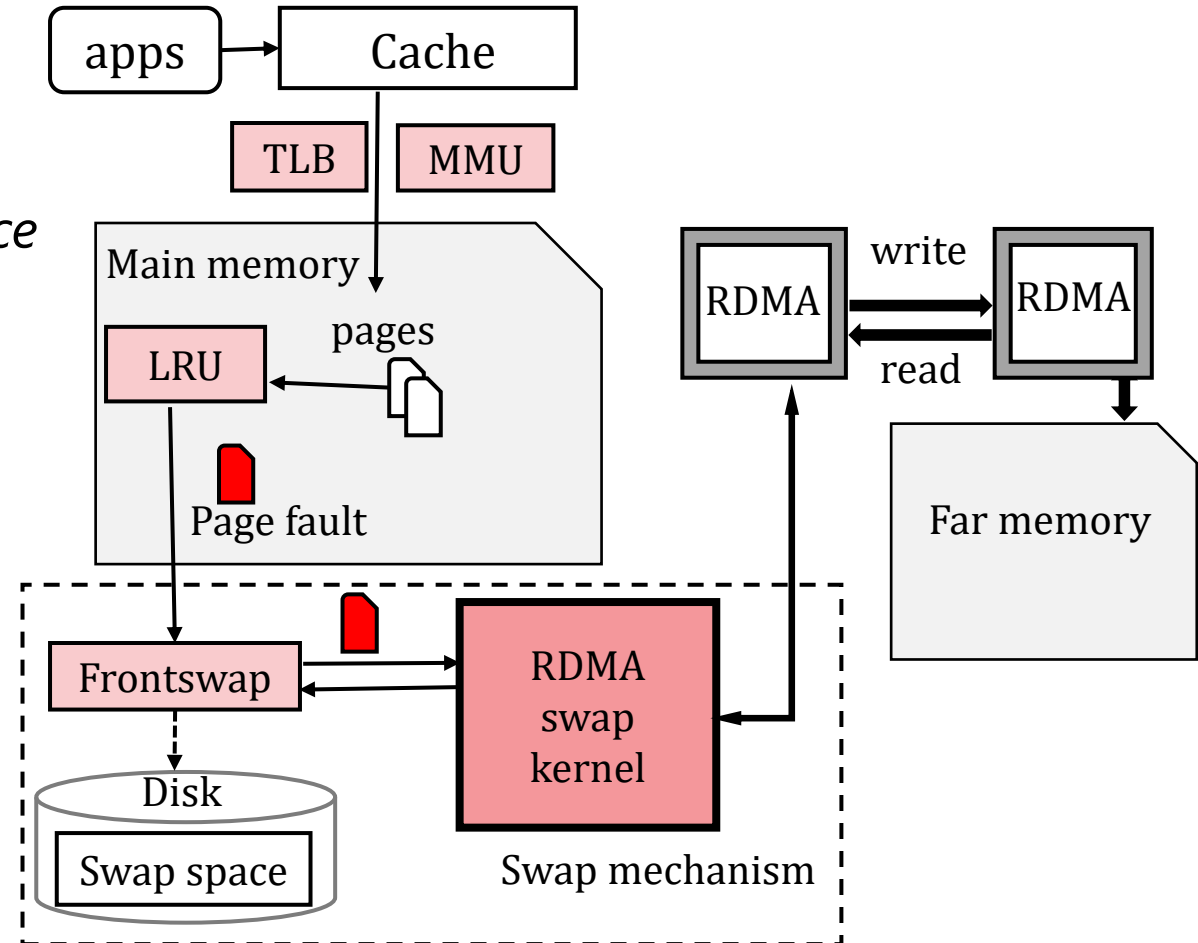 apps
Cache
TLB
MMU
Main memory
pages
LRU
Page fault
RDMA
write
read
RDMA
Far memory
Frontswap
RDMA
swap
kernel
Disk
Swap space
Swap mechanism